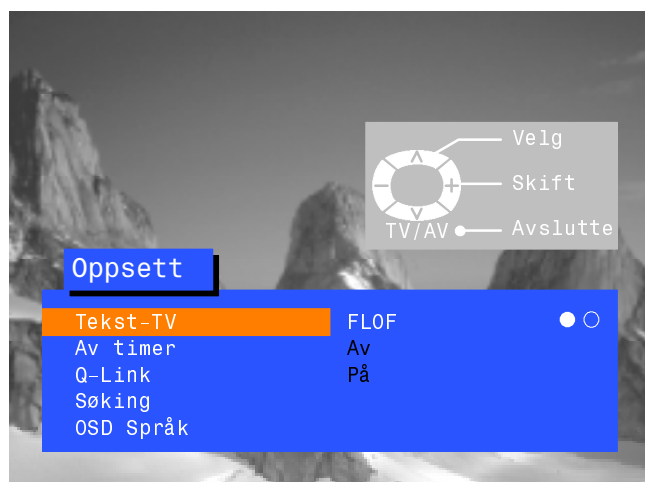 Velg
Skift
TV/AV Avslutte
Oppsett
Tekst-TV FLOF
Av timer Av
Q-Link På
Søking
OSD Språk